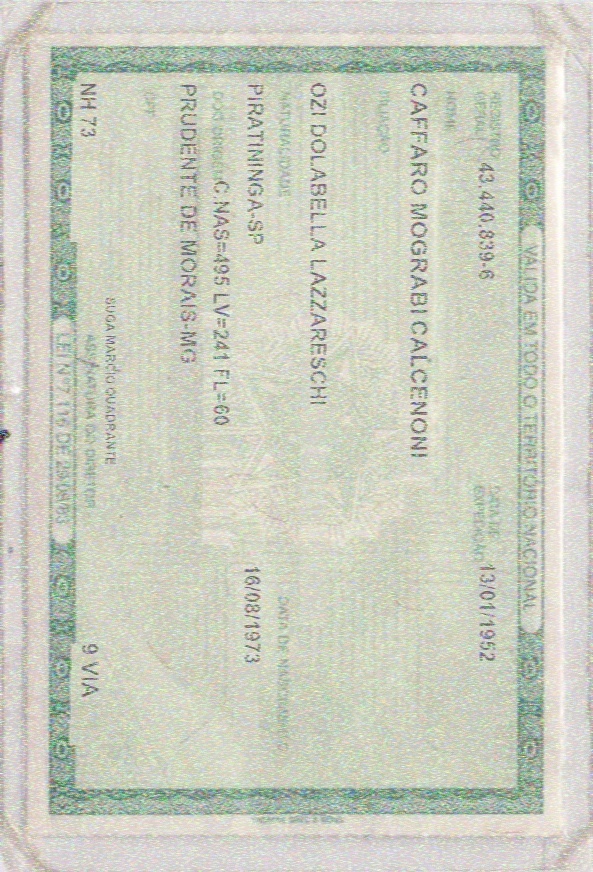 VÁLIDA EM TODO O TERRITÓRIO NACIONAL
REGISTRO GERAL 43.440.839-6 DATA DE EXPEDIÇÃO 13/01/1952
NOME
CAFFARO MOGRABI CALCENONI
FILIAÇÃO
OZI DOLABELLA LAZZARESCHI
NATURALIDADE DATA DE NASCIMENTO
PIRATININGA-SP 16/08/1973
DOC ORIGEM C.NAS=495 LV=241 FL=60
PRUDENTE DE MORAIS-MG
CPF
SUGA MARCIO QUADRANTE
NH 73 ASSINATURA DO DIRETOR 9 VIA
LEI Nº 7.116 DE 29/08/83